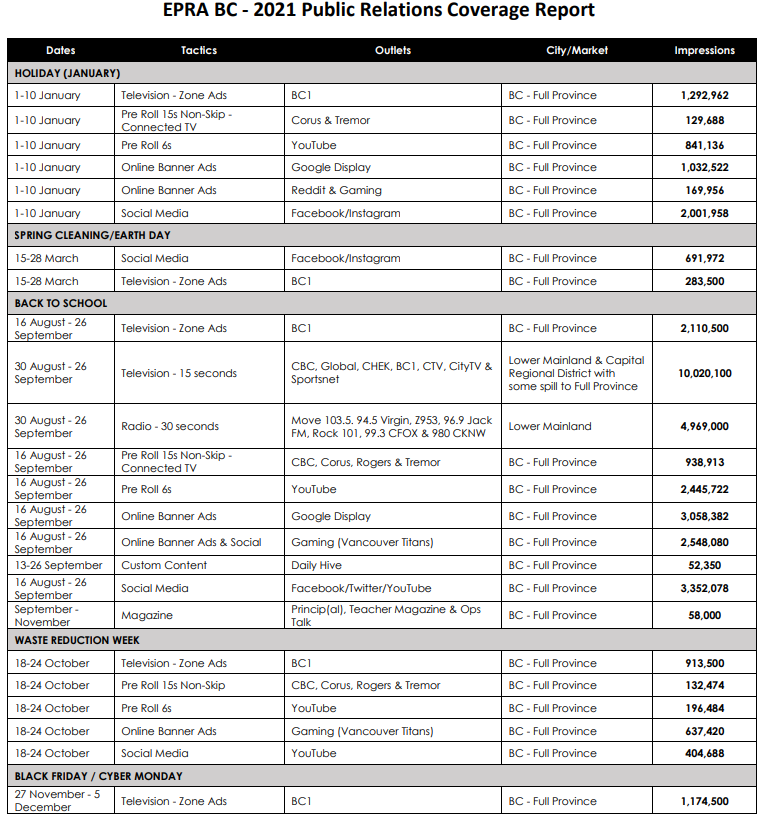 EPRA BC - 2021 Public Relations Coverage Report
Dates Tactics Outlets City/Market Impressions
HOLIDAY (JANUARY)
1-10 January Television - Zone Ads BC1 BC - Full Province 1,292,962
1-10 January Pre Roll 15s Non-Skip - Connected TV Corus & Tremor BC - Full Province 129,688
1-10 January Pre Roll 6s YouTube BC - Full Province 841,136
1-10 January Online Banner Ads Google Display BC - Full Province 1,032,522
1-10 January Online Banner Ads Reddit & Gaming BC - Full Province 169,956
1-10 January Social Media Facebook/Instagram BC - Full Province 2,001,958
SPRING CLEANING/EARTH DAY
15-28 March Social Media Facebook/Instagram BC - Full Province 691,972
15-28 March Television - Zone Ads BC1 BC - Full Province 283,500
BACK TO SCHOOL
16 August - 26 September Television - Zone Ads BC1 BC - Full Province 2,110,500
30 August - 26 September Television - 15 seconds CBC, Global, CHEK, BC1, CTV, CityTV & Sportsnet Lower Mainland & Capital Regional District with some spill to Full Province 10,020,100
30 August - 26 September Radio - 30 seconds Move 103.5. 94.5 Virgin, Z953, 96.9 Jack FM, Rock 101, 99.3 CFOX & 980 CKNW Lower Mainland 4,969,000
16 August - 26 September Pre Roll 15s Non-Skip - Connected TV CBC, Corus, Rogers & Tremor BC - Full Province 938,913
16 August - 26 September Pre Roll 6s YouTube BC - Full Province 2,445,722
16 August - 26 September Online Banner Ads Google Display BC - Full Province 3,058,382
16 August - 26 September Online Banner Ads & Social Gaming (Vancouver Titans) BC - Full Province 2,548,080
13-26 September Custom Content Daily Hive BC - Full Province 52,350
16 August - 26 September Social Media Facebook/Twitter/YouTube BC - Full Province 3,352,078
September - November Magazine Princip(al), Teacher Magazine & Ops Talk BC - Full Province 58,000
WASTE REDUCTION WEEK
18-24 October Television - Zone Ads BC1 BC - Full Province 913,500
18-24 October Pre Roll 15s Non-Skip CBC, Corus, Rogers & Tremor BC - Full Province 132,474
18-24 October Pre Roll 6s YouTube BC - Full Province 196,484
18-24 October Online Banner Ads Gaming (Vancouver Titans) BC - Full Province 637,420
18-24 October Social Media YouTube BC - Full Province 404,688
BLACK FRIDAY / CYBER MONDAY
27 November - 5 December Television - Zone Ads BC1 BC - Full Province 1,174,500